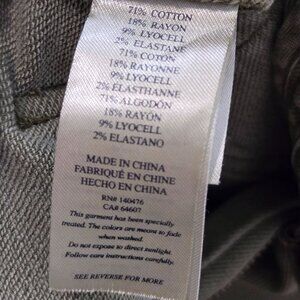 71% COTTON
18% RAYON
9% LYOCELL
2% ELASTANE
71% COTON
18% RAYONNE
9% LYOCELL
2% ÉLASTHANNE
71% ALGODÓN
18% RAYON
9% LYOCELL
2% ELASTANO
MADE IN CHINA
FABRIQUÉ EN CHINE
HECHO EN CHINA
RN# 140476
CA# 64607
This garment has been specially
treated. The colors are meant to fade
when washed.
Do not expose to direct sunlight.
Follow care instructions carefully.
SEE REVERSE FOR MORE